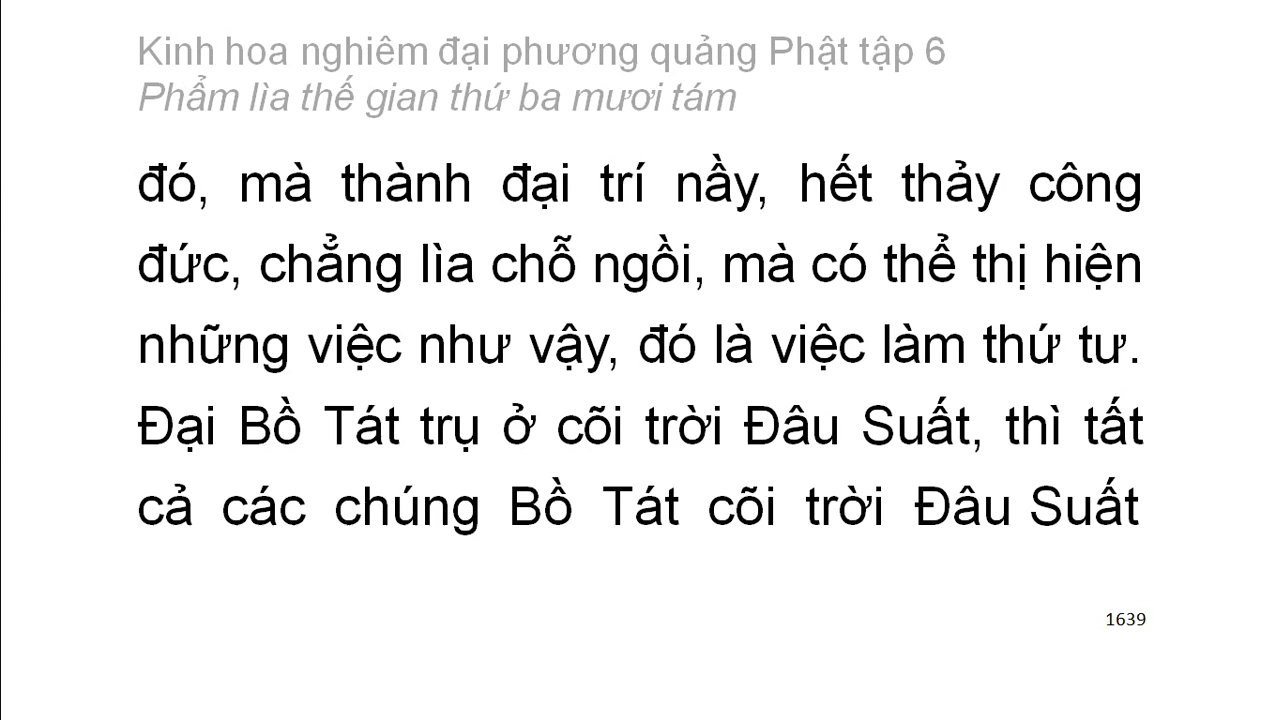 Kinh hoa nghiêm đại phương quảng Phật tập 6
Phẩm lìa thế gian thứ ba mươi tám
đó, mà thành đại trí nầy, hết thảy công
đức, chẳng lìa chỗ ngồi, mà có thể thị hiện
những việc như vậy, đó là việc làm thứ tư.
Đại Bồ Tát trụ ở cõi trời Đâu Suất, thì tất
cả các chúng Bồ Tát cõi trời Đâu Suất
1639